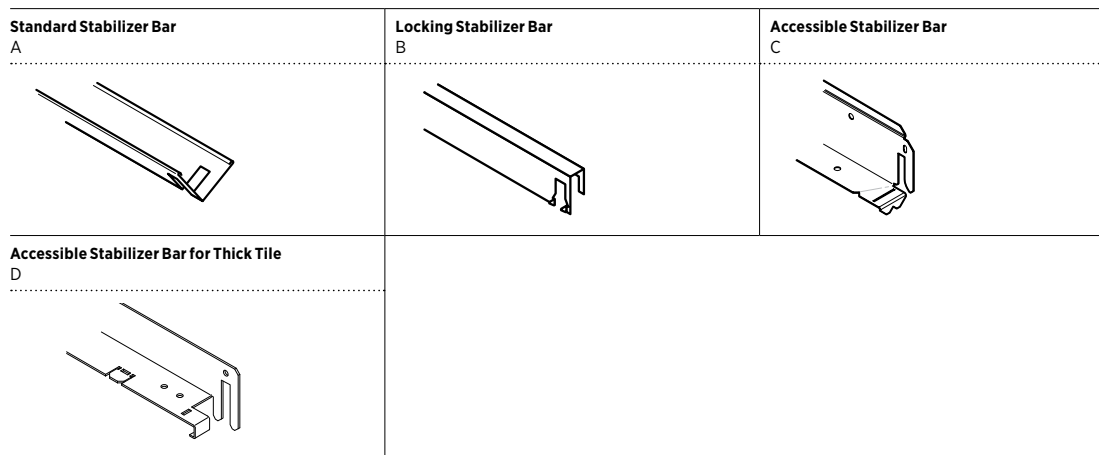 Standard Stabilizer Bar
A
Locking Stabilizer Bar
B
Accessible Stabilizer Bar
C
Accessible Stabilizer Bar for Thick Tile
D